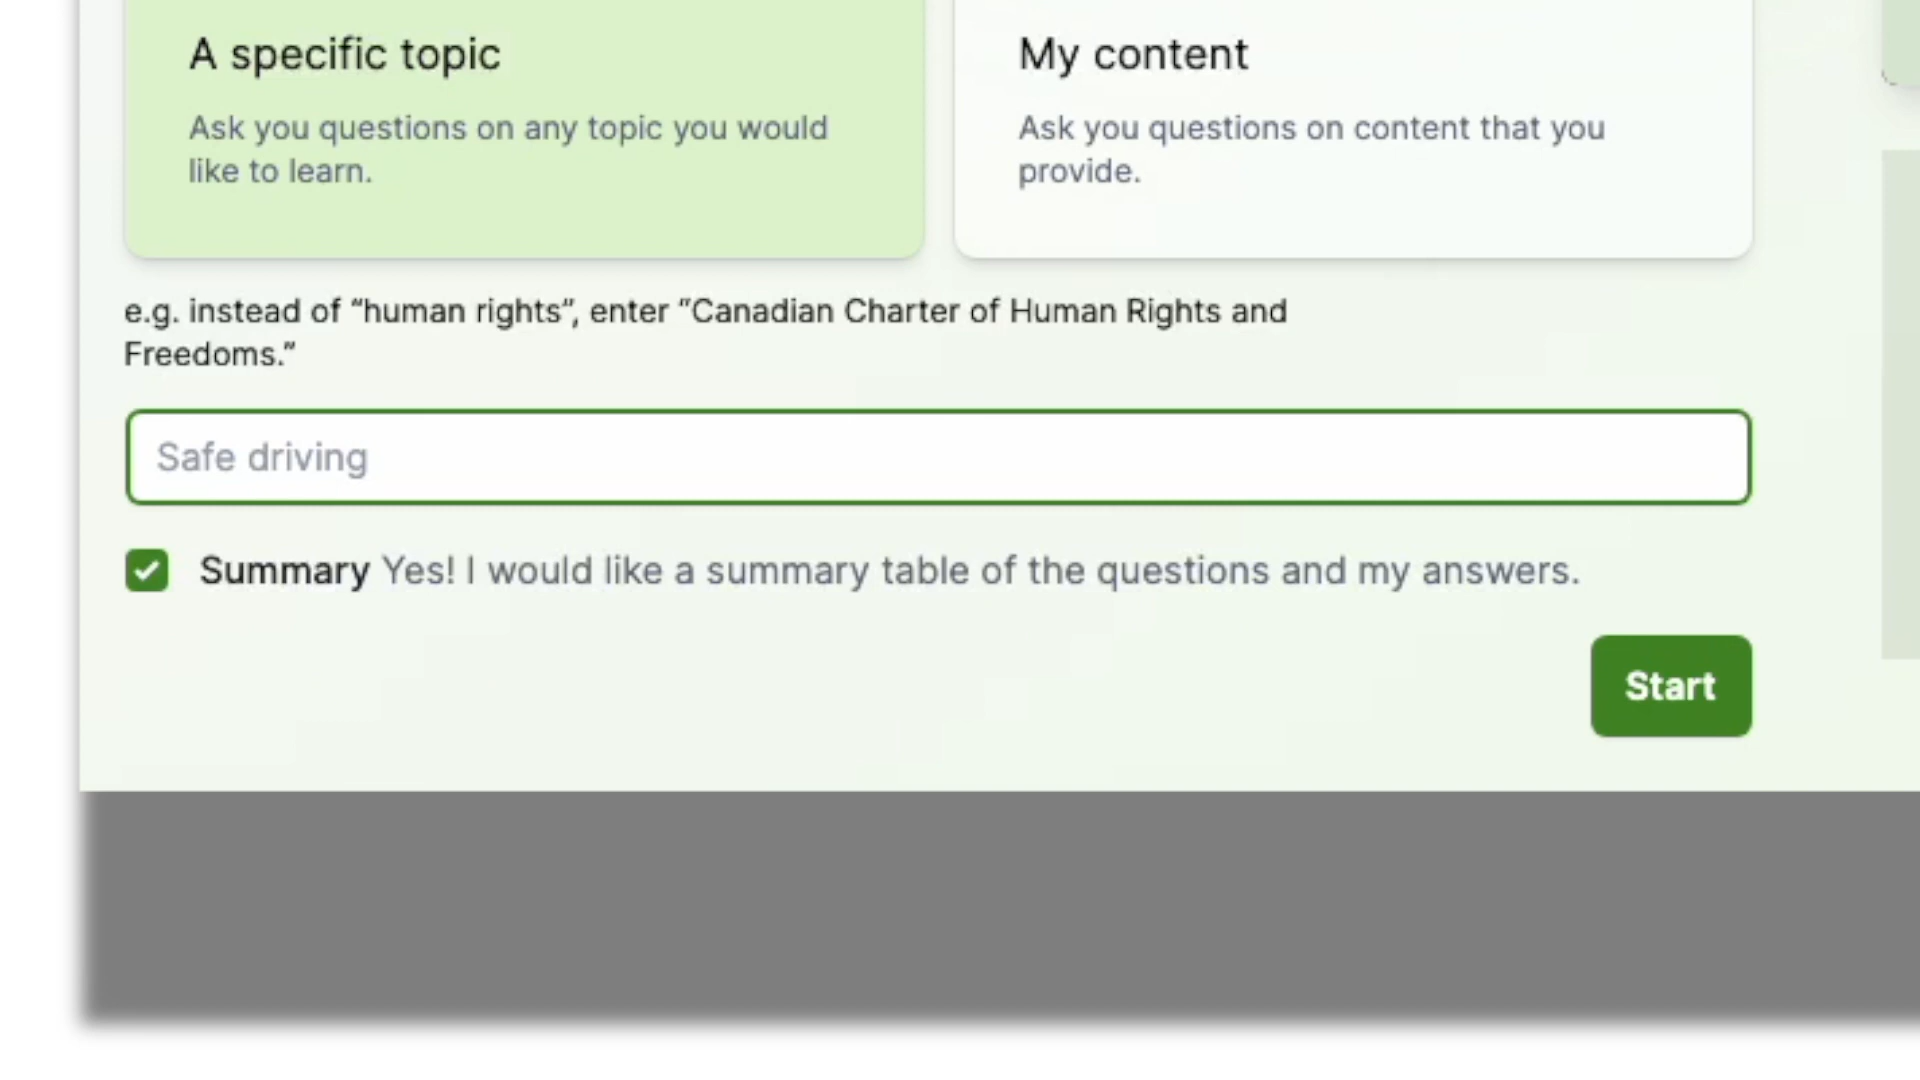 A specific topic
Ask you questions on any topic you would
like to learn.
My content
Ask you questions on content that you
provide.
e.g. instead of “human rights”, enter “Canadian Charter of Human Rights and
Freedoms.”
Safe driving
Summary Yes! I would like a summary table of the questions and my answers.
Start